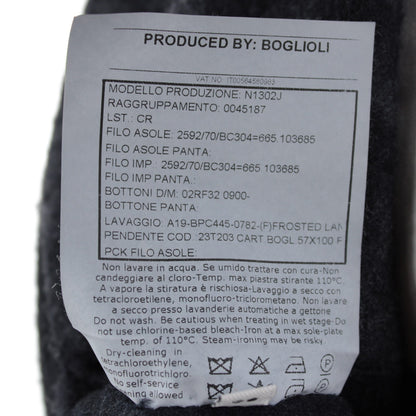 PRODUCED BY: BOGLIOLI
VAT NO. IT00564580983
MODELLO PRODUZIONE: N1302J
RAGGRUPPAMENTO: 0045187
LST.: CR
FILO ASOLE: 2592/70/BC304=665.103685
FILO ASOLE PANTA:
FILO IMP : 2592/70/BC304=665.103685
FILO IMP PANTA.:
BOTTONI D/M: 02RF32 0900-
BOTTONE PANTA:
LAVAGGIO: A19-BPC445-0782-(F)FROSTED LAN
PENDENTE COD: 23T203 CART BOGL.57X100 F
PCK FILO ASOLE:
Non lavare in acqua. Se umido trattare con cura-Non
candeggiare al cloro-Temp. max piastra stirante 110°C.
A vapore la stiratura è rischiosa-Lavaggio a secco con
tetracloroetilene, monofluoro-triclorometano. Non lavare
a secco presso lavanderie automatiche a gettone
Do not wash. Be cautious when treating in wet stage-Do
not use chlorine-based bleach-Iron at a max sole-plate
temp. of 110°C. Steam-ironing may be risky
Dry-cleaning in
tetrachloroethylene,
monofluorotrichloro.
No self-service
cleaning allowed